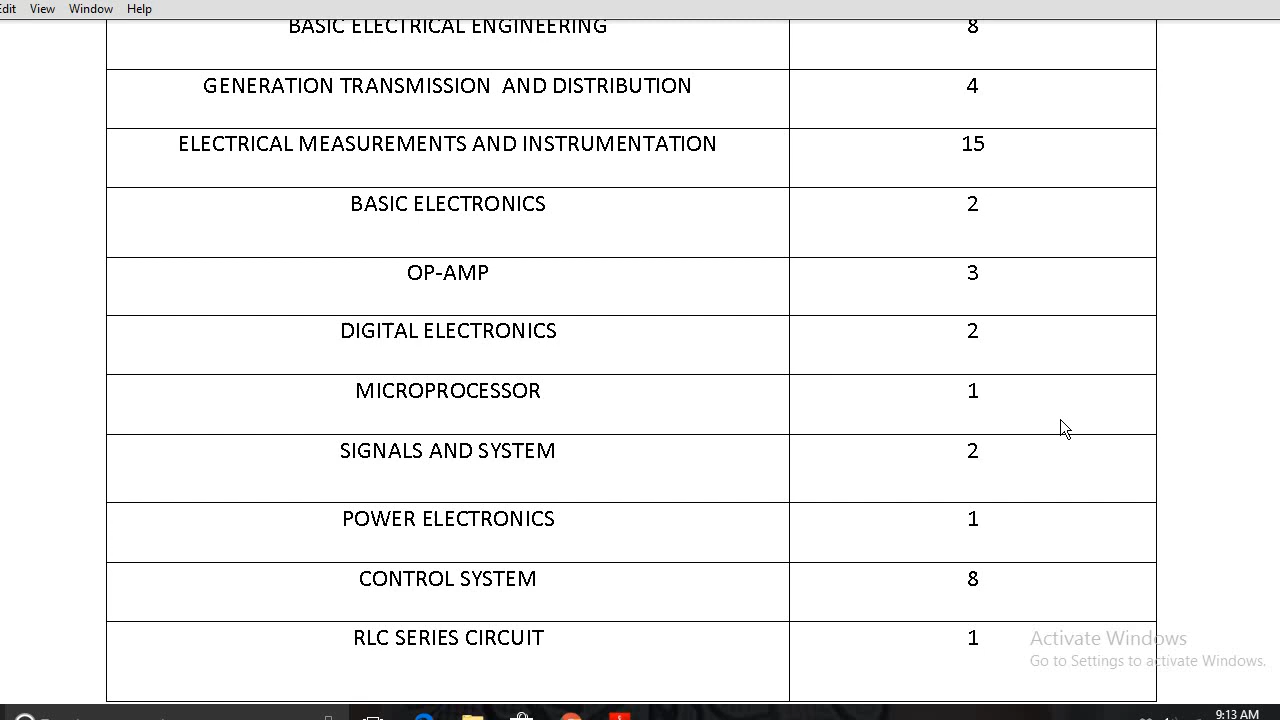 Edit View Window Help
BASIC ELECTRICAL ENGINEERING 8
GENERATION TRANSMISSION AND DISTRIBUTION 4
ELECTRICAL MEASUREMENTS AND INSTRUMENTATION 15
BASIC ELECTRONICS 2
OP-AMP 3
DIGITAL ELECTRONICS 2
MICROPROCESSOR 1
SIGNALS AND SYSTEM 2
POWER ELECTRONICS 1
CONTROL SYSTEM 8
RLC SERIES CIRCUIT 1
Activate Windows
Go to Settings to activate Windows.
9:13 AM